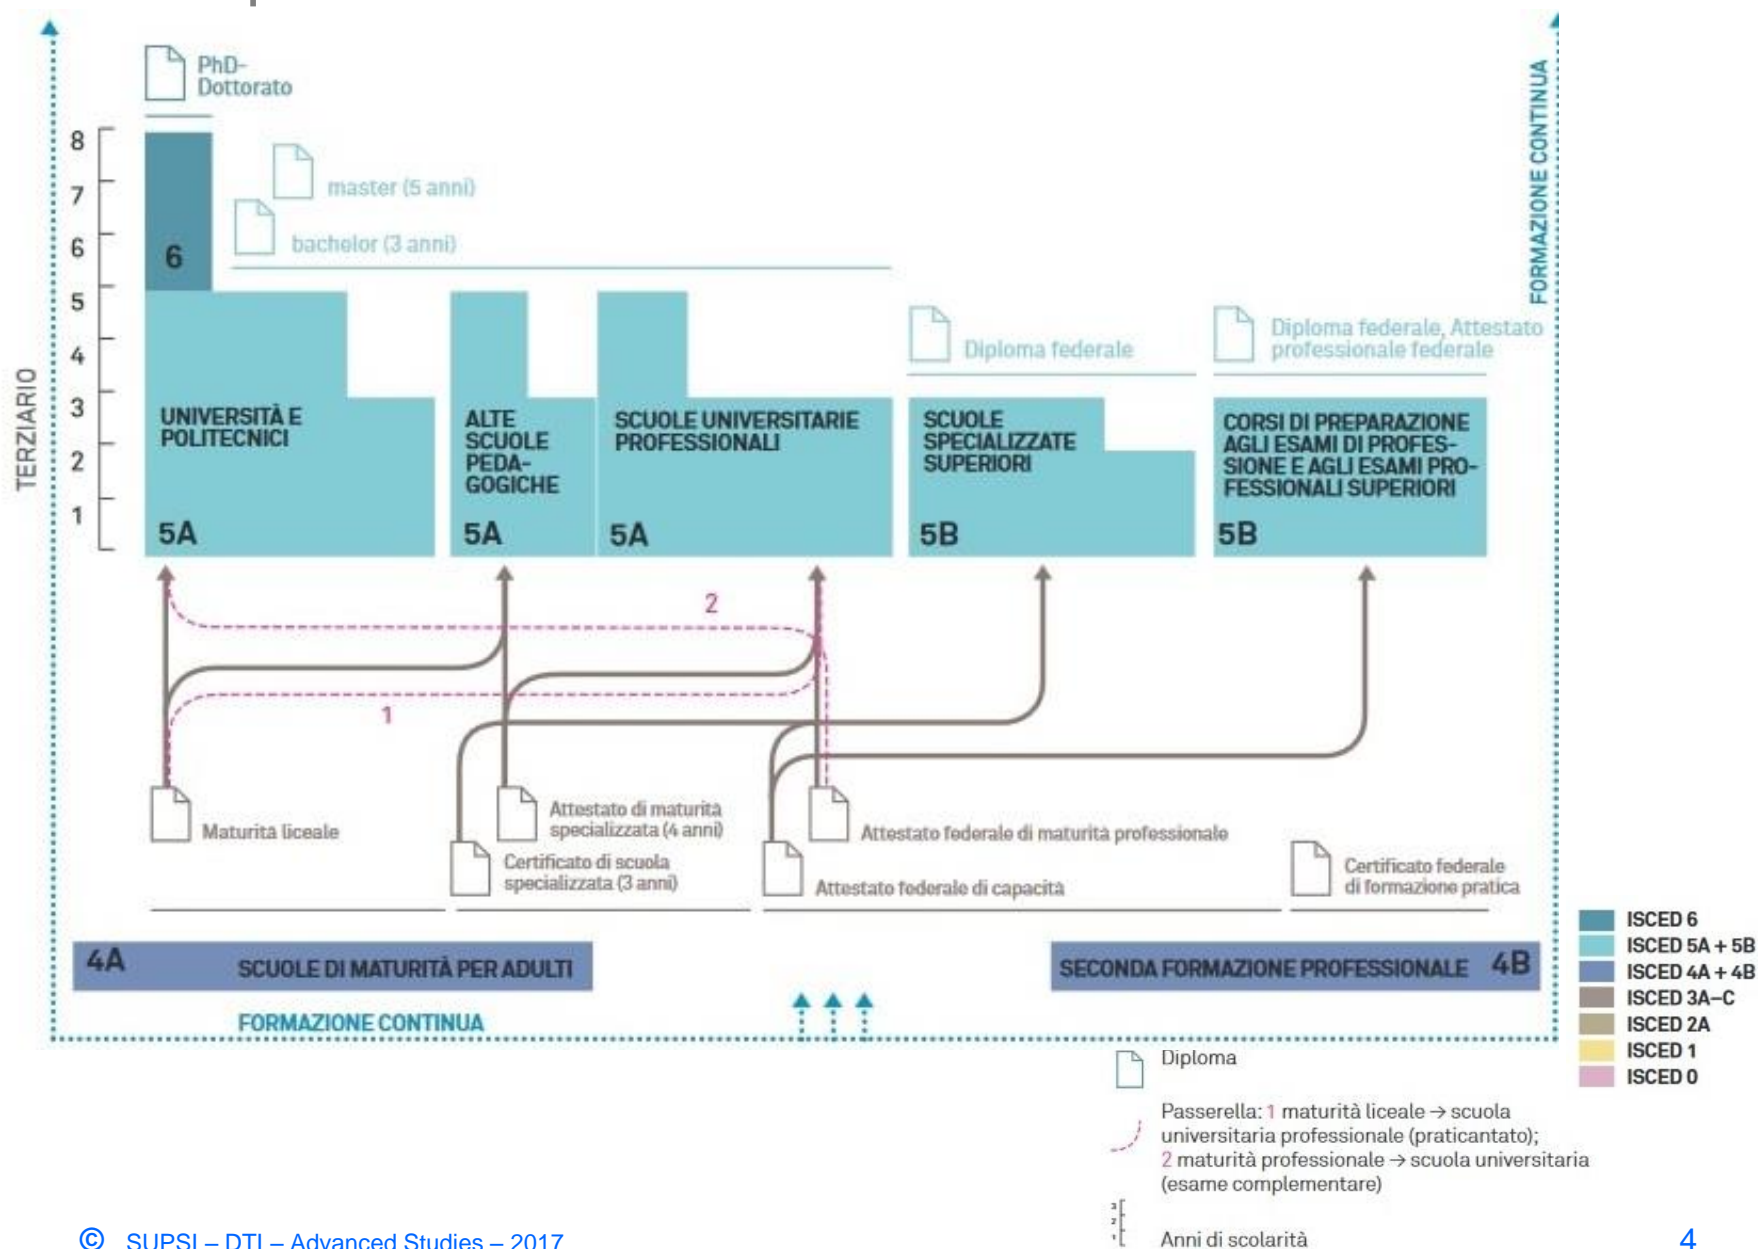 PhD-
Dottorato
8
7
6
5
4
3
2
1
TERZIARIO
master (5 anni)
bachelor (3 anni)
6
Diploma federale
Diploma federale, Attestato
professionale federale
FORMAZIONE CONTINUA
UNIVERSITÀ E
POLITECNICI
5A
ALTE
SCUOLE
PEDA-
GOGICHE
5A
SCUOLE UNIVERSITARIE
PROFESSIONALI
5A
SCUOLE
SPECIALIZZATE
SUPERIORI
5B
CORSI DI PREPARAZIONE
AGLI ESAMI DI PROFES-
SIONE E AGLI ESAMI PRO-
FESSIONALI SUPERIORI
5B
2
1
Maturità liceale
Attestato di maturità
specializzata (4 anni)
Certificato di scuola
specializzata (3 anni)
Attestato federale di maturità professionale
Attestato federale di capacità
Certificato federale
di formazione pratica
4A SCUOLE DI MATURITÀ PER ADULTI
SECONDA FORMAZIONE PROFESSIONALE 4B
FORMAZIONE CONTINUA
ISCED 6
ISCED 5A + 5B
ISCED 4A + 4B
ISCED 3A–C
ISCED 2A
ISCED 1
ISCED 0
Diploma
Passerella: 1 maturità liceale → scuola
universitaria professionale (praticantato);
2 maturità professionale → scuola universitaria
(esame complementare)
3
2
1
Anni di scolarità
© SUPSI – DTI – Advanced Studies – 2017
4